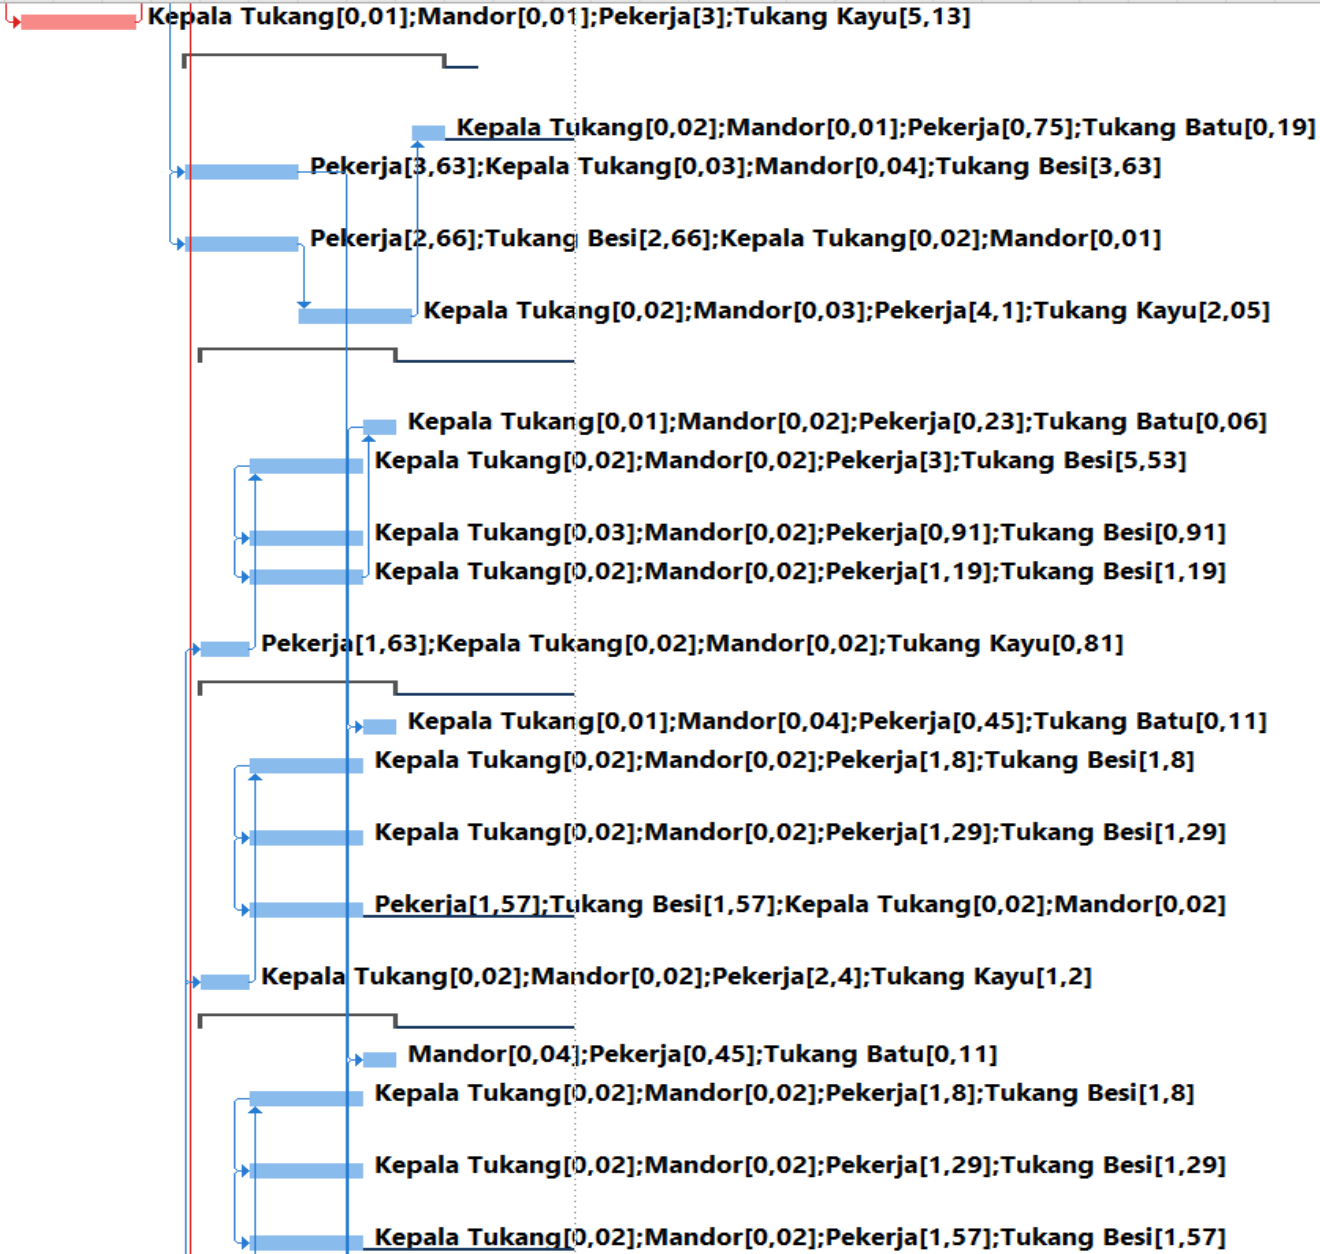 Kepala Tukang[0,01];Mandor[0,01];Pekerja[3];Tukang Kayu[5,13]
Kepala Tukang[0,02];Mandor[0,01];Pekerja[0,75];Tukang Batu[0,19]
Pekerja[3,63];Kepala Tukang[0,03];Mandor[0,04];Tukang Besi[3,63]
Pekerja[2,66];Tukang Besi[2,66];Kepala Tukang[0,02];Mandor[0,01]
Kepala Tukang[0,02];Mandor[0,03];Pekerja[4,1];Tukang Kayu[2,05]
Kepala Tukang[0,01];Mandor[0,02];Pekerja[0,23];Tukang Batu[0,06]
Kepala Tukang[0,02];Mandor[0,02];Pekerja[3];Tukang Besi[5,53]
Kepala Tukang[0,03];Mandor[0,02];Pekerja[0,91];Tukang Besi[0,91]
Kepala Tukang[0,02];Mandor[0,02];Pekerja[1,19];Tukang Besi[1,19]
Pekerja[1,63];Kepala Tukang[0,02];Mandor[0,02];Tukang Kayu[0,81]
Kepala Tukang[0,01];Mandor[0,04];Pekerja[0,45];Tukang Batu[0,11]
Kepala Tukang[0,02];Mandor[0,02];Pekerja[1,8];Tukang Besi[1,8]
Kepala Tukang[0,02];Mandor[0,02];Pekerja[1,29];Tukang Besi[1,29]
Pekerja[1,57];Tukang Besi[1,57];Kepala Tukang[0,02];Mandor[0,02]
Kepala Tukang[0,02];Mandor[0,02];Pekerja[2,4];Tukang Kayu[1,2]
Mandor[0,04];Pekerja[0,45];Tukang Batu[0,11]
Kepala Tukang[0,02];Mandor[0,02];Pekerja[1,8];Tukang Besi[1,8]
Kepala Tukang[0,02];Mandor[0,02];Pekerja[1,29];Tukang Besi[1,29]
Kepala Tukang[0,02];Mandor[0,02];Pekerja[1,57];Tukang Besi[1,57]